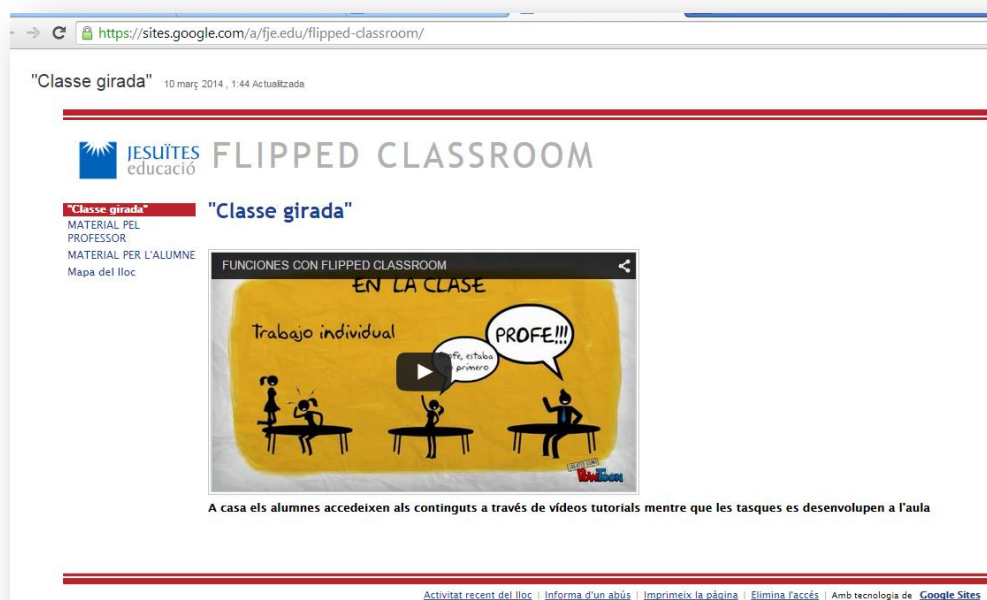 https://sites.google.com/a/fje.edu/flipped-classroom/
"Classe girada" 10 març 2014 , 1:44 Actualitzada
JESUÏTES
educació
FLIPPED CLASSROOM
"Classe girada"
MATERIAL PEL
PROFESSOR
MATERIAL PER L'ALUMNE
Mapa del lloc
"Classe girada"
FUNCIONES CON FLIPPED CLASSROOM
EN LA CLASE
Trabajo individual
PROFE!!!
estaba
primero
PowToon
A casa els alumnes accedeixen als continguts a través de vídeos tutorials mentre que les tasques es desenvolupen a l'aula
Activitat recent del lloc | Informa d'un abús | Imprimeix la pàgina | Elimina l'accés | Amb tecnologia de Google Sites